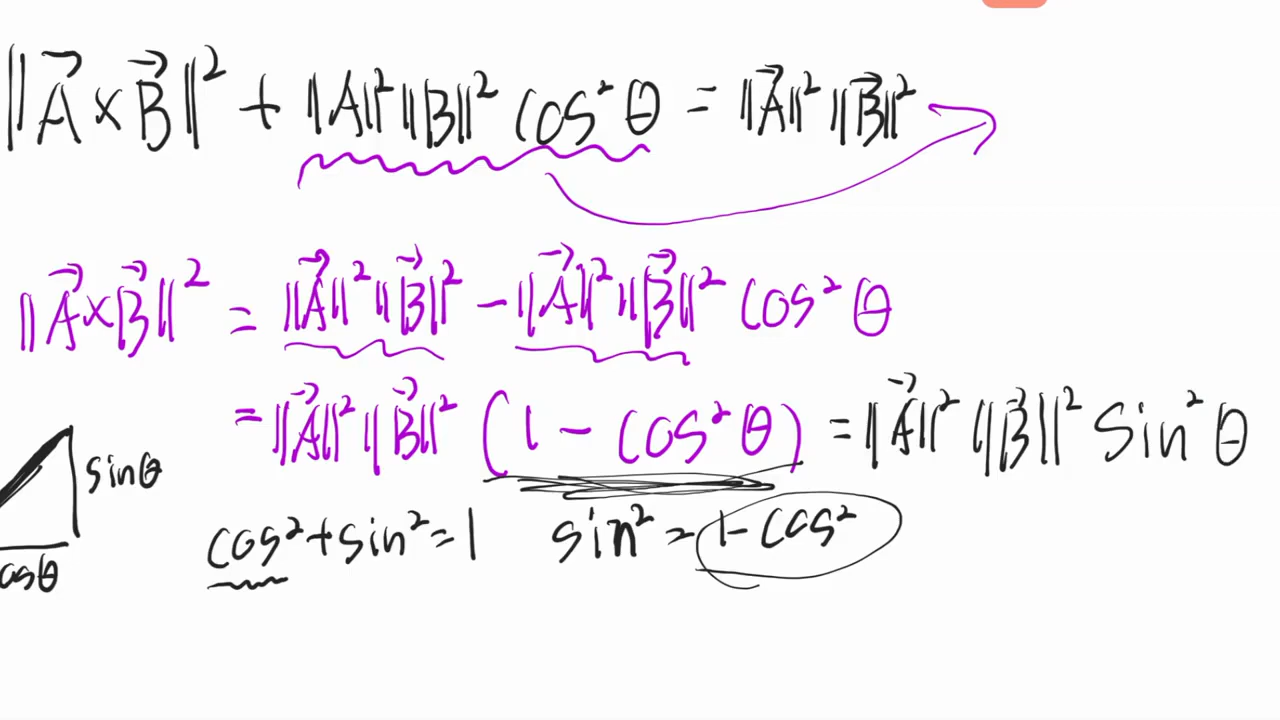 ‖A⃗×B⃗‖² + ‖A‖²‖B‖² cos²θ = ‖A⃗‖²‖B⃗‖²
‖A⃗×B⃗‖² = ‖A⃗‖²‖B⃗‖² − ‖A⃗‖²‖B⃗‖² cos²θ
= ‖A⃗‖²‖B⃗‖² (1 − cos²θ) = ‖A⃗‖²‖B⃗‖² sin²θ
sinθ
cos²+sin²=1 sin²=1-cos²